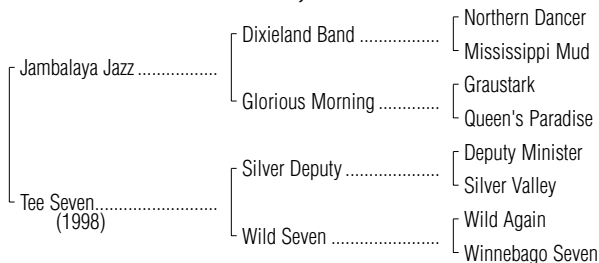 Northern Dancer
Dixieland Band ..................
Mississippi Mud
Jambalaya Jazz .................
Graustark
Glorious Morning .............
Queen's Paradise
Deputy Minister
Silver Deputy .....................
Silver Valley
Tee Seven..........................
(1998)
Wild Again
Wild Seven ........................
Winnebago Seven